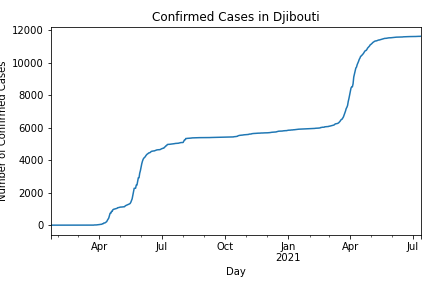 Confirmed Cases in Djibouti
12000
10000
8000
6000
4000
2000
0
Number of Confirmed Cases
Apr Jul Oct Jan Apr Jul
2021
Day